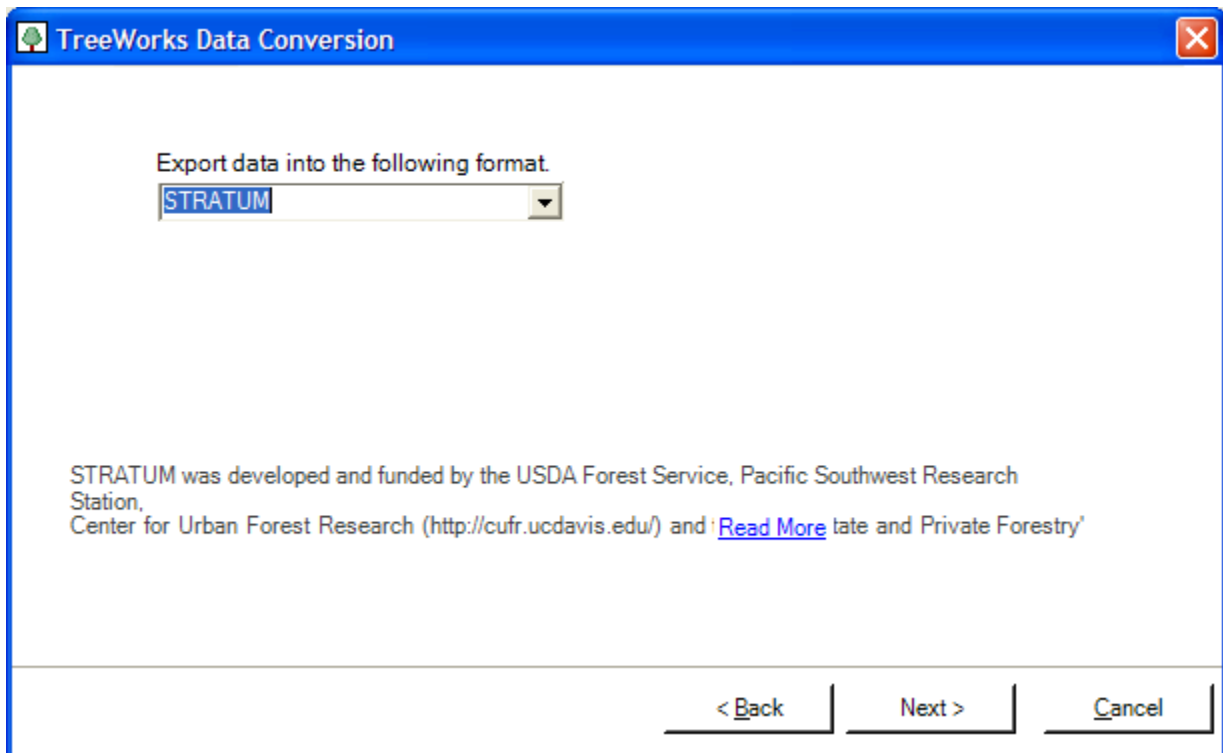 TreeWorks Data Conversion
Export data into the following format.
STRATUM
STRATUM was developed and funded by the USDA Forest Service, Pacific Southwest Research
Station,
Center for Urban Forest Research (http://cufr.ucdavis.edu/) and Read More tate and Private Forestry'
< Back Next > Cancel